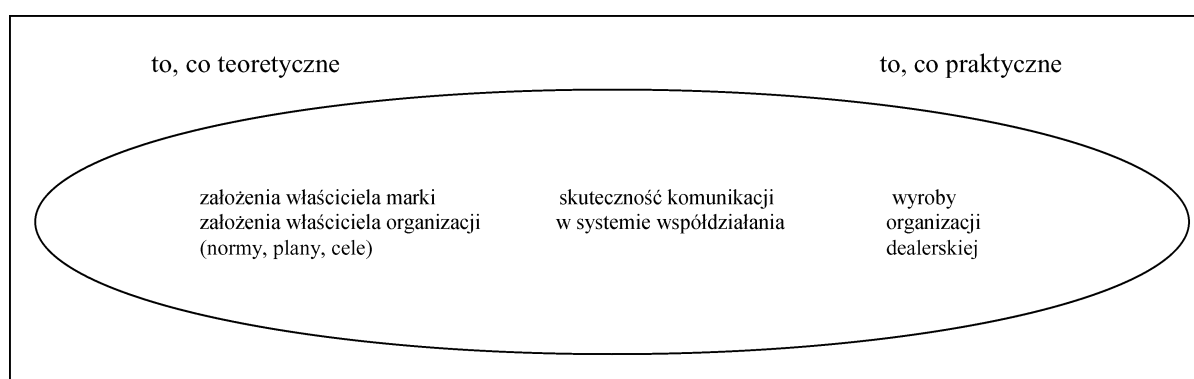 to, co teoretyczne
to, co praktyczne
założenia właściciela marki
założenia właściciela organizacji
(normy, plany, cele)
skuteczność komunikacji
w systemie współdziałania
wyroby
organizacji
dealerskiej